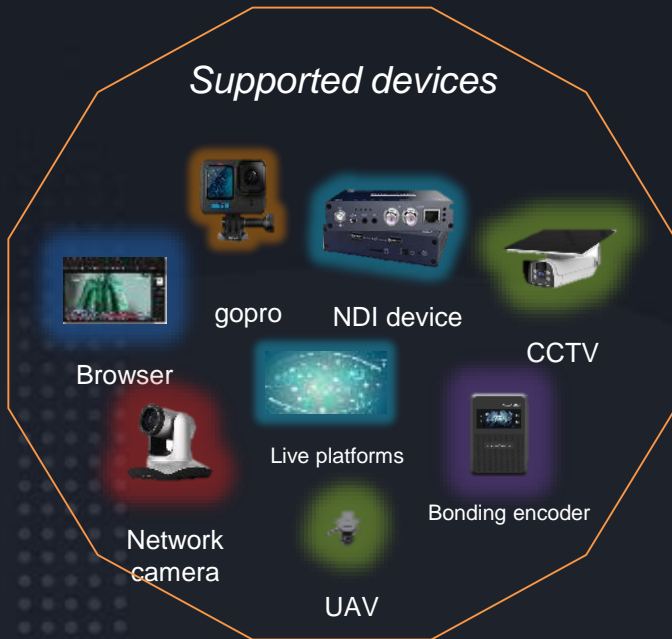 Supported devices
gopro
NDI device
CCTV
Browser
Live platforms
Bonding encoder
Network
camera
UAV